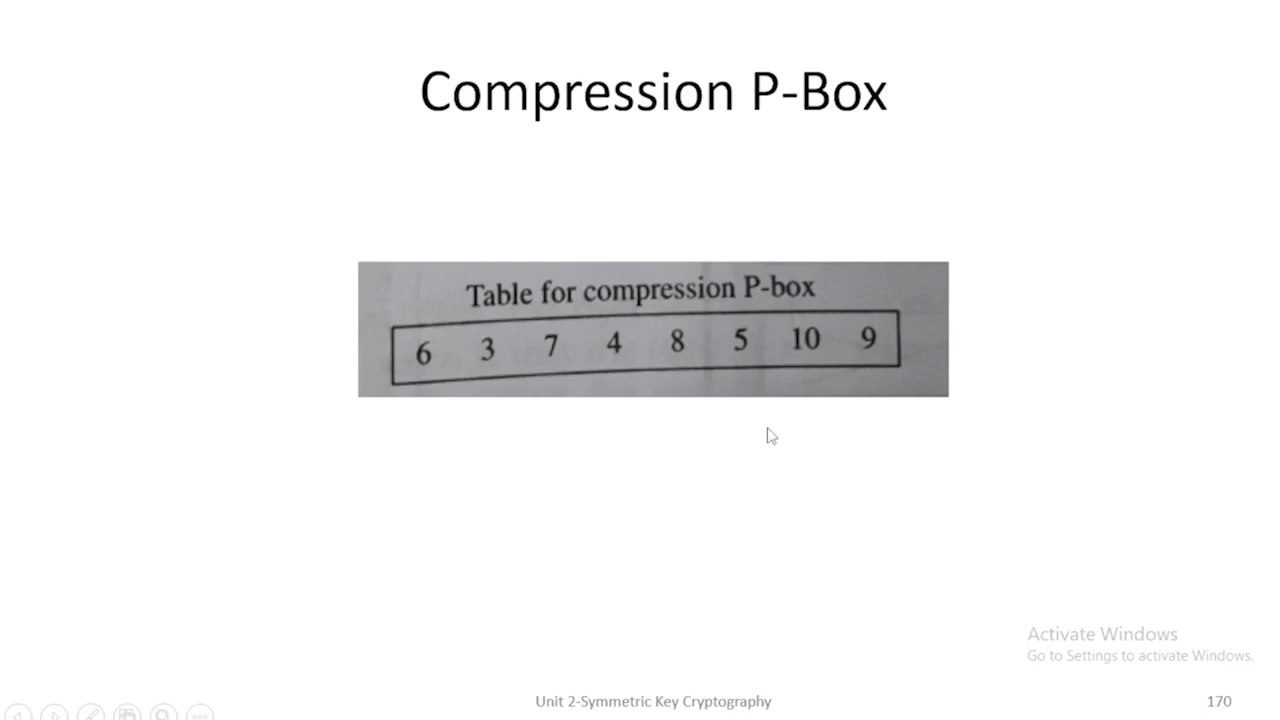 Compression P-Box
Table for compression P-box
6 3 7 4 8 5 10 9
Activate Windows
Go to Settings to activate Windows.
Unit 2-Symmetric Key Cryptography
170